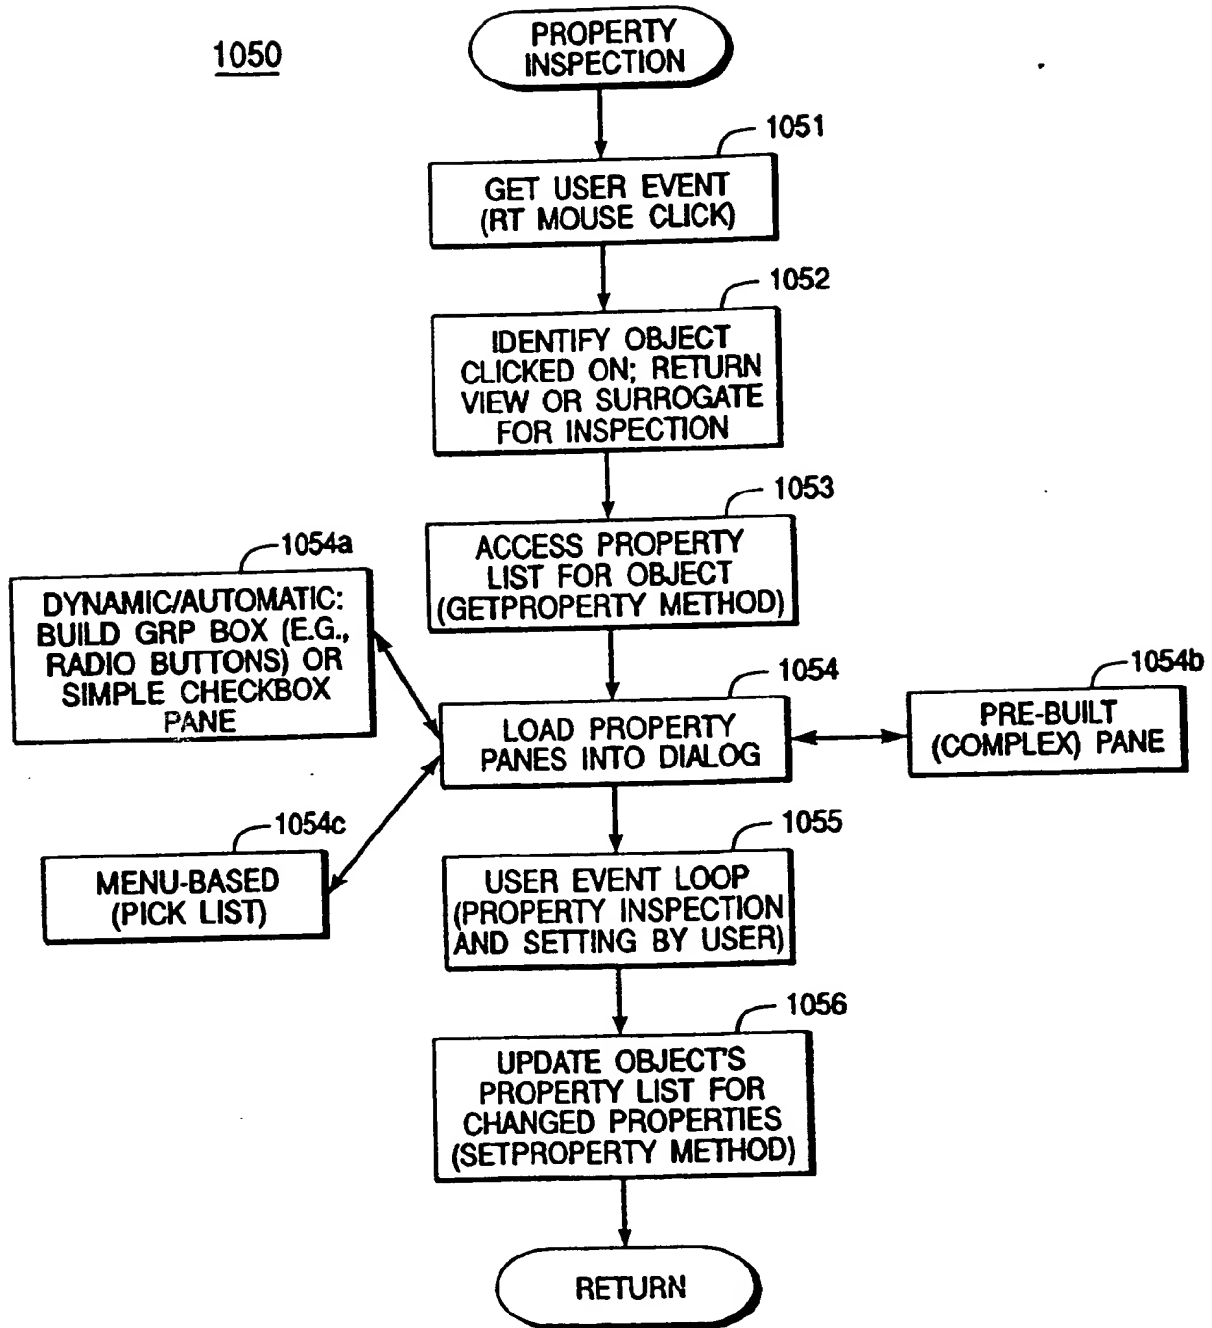 1050
PROPERTY
INSPECTION
1051
GET USER EVENT
(RT MOUSE CLICK)
1052
IDENTIFY OBJECT
CLICKED ON; RETURN
VIEW OR SURROGATE
FOR INSPECTION
1053
ACCESS PROPERTY
LIST FOR OBJECT
(GETPROPERTY METHOD)
1054a
DYNAMIC/AUTOMATIC:
BUILD GRP BOX (E.G.,
RADIO BUTTONS) OR
SIMPLE CHECKBOX
PANE
1054
LOAD PROPERTY
PANES INTO DIALOG
1054b
PRE-BUILT
(COMPLEX) PANE
1054c
MENU-BASED
(PICK LIST)
1055
USER EVENT LOOP
(PROPERTY INSPECTION
AND SETTING BY USER)
1056
UPDATE OBJECT'S
PROPERTY LIST FOR
CHANGED PROPERTIES
(SETPROPERTY METHOD)
RETURN